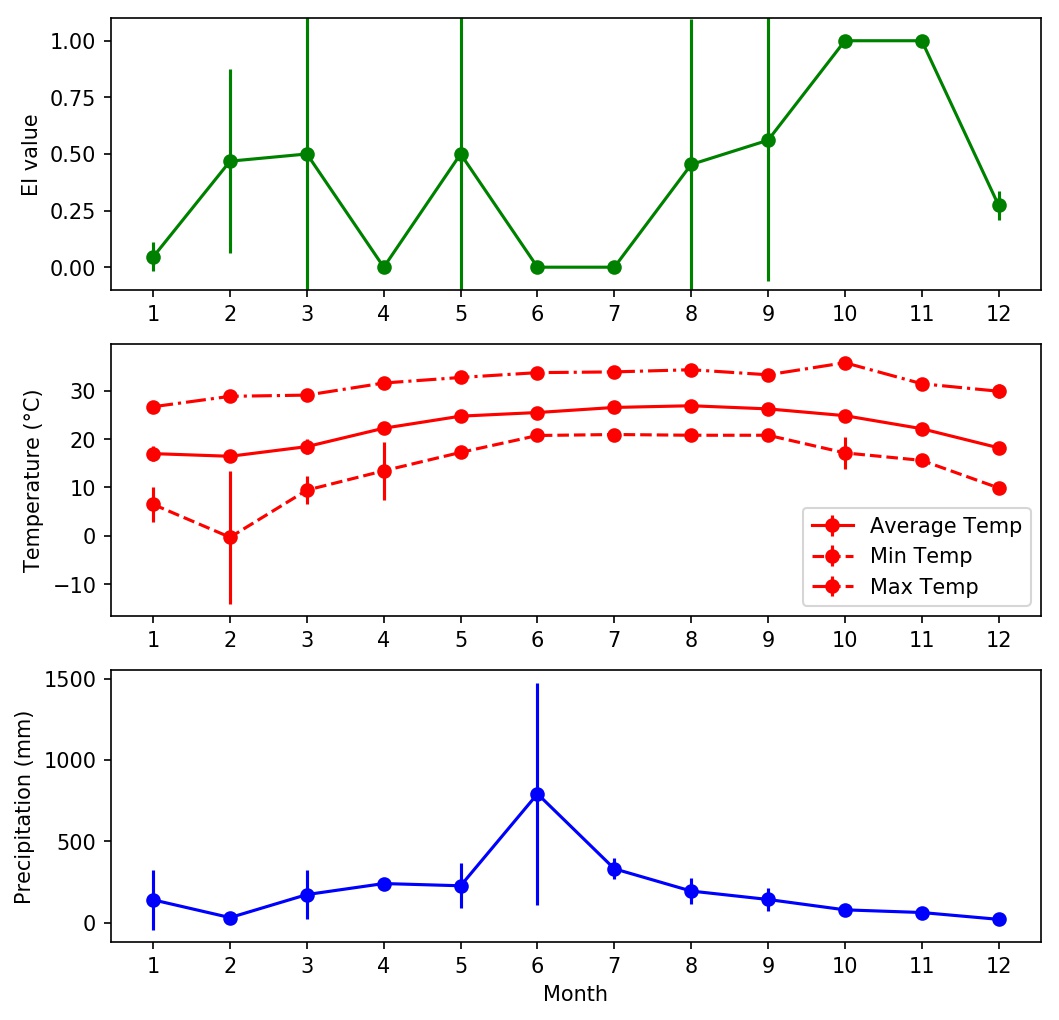 EI value
1.00
0.75
0.50
0.25
0.00
1 2 3 4 5 6 7 8 9 10 11 12
Temperature (°C)
30
20
10
0
−10
Average Temp
Min Temp
Max Temp
1 2 3 4 5 6 7 8 9 10 11 12
Precipitation (mm)
1500
1000
500
0
1 2 3 4 5 6 7 8 9 10 11 12
Month